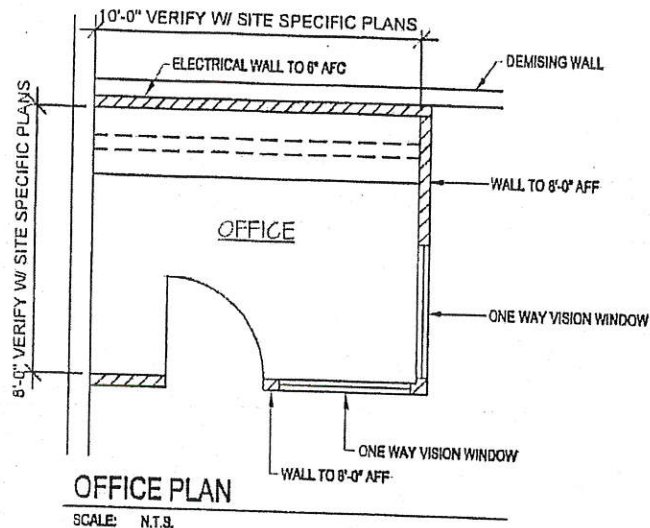 10'-0" VERIFY W/ SITE SPECIFIC PLANS
ELECTRICAL WALL TO 6" AFC
DEMISING WALL
8'-0" VERIFY W/ SITE SPECIFIC PLANS
WALL TO 8'-0" AFF
OFFICE
ONE WAY VISION WINDOW
ONE WAY VISION WINDOW
WALL TO 8'-0" AFF
OFFICE PLAN
SCALE: N.T.S.